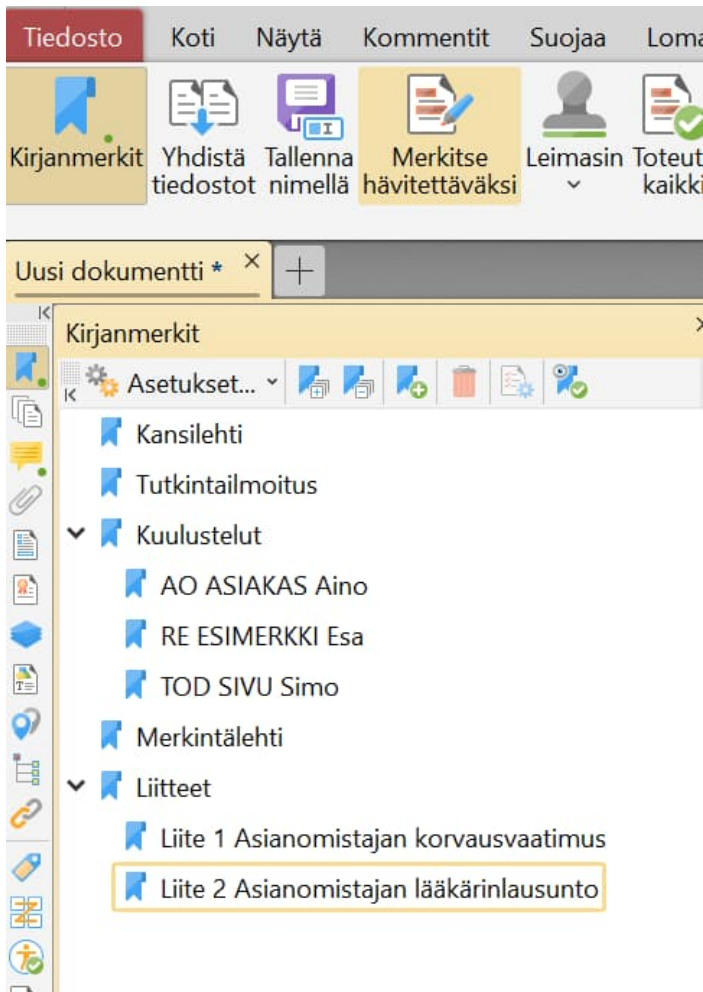 Tiedosto Koti Näytä Kommentit Suojaa
Kirjanmerkit Yhdistä tiedostot Tallenna nimellä Merkitse hävitettäväksi Leimasin
kaikki
Uusi dokumentti *
Kirjanmerkit
Asetukset...
Kansilehti
Tutkintailmoitus
Kuulustelut
AO ASIAKAS Aino
RE ESIMERKKI Esa
TOD SIVU Simo
Merkintälehti
Liitteet
Liite 1 Asianomistajan korvausvaatimus
Liite 2 Asianomistajan lääkärinlausunto